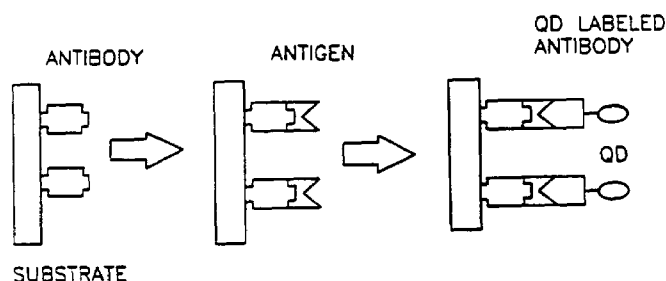 ANTIBODY
ANTIGEN
QD LABELED
ANTIBODY
QD
SUBSTRATE